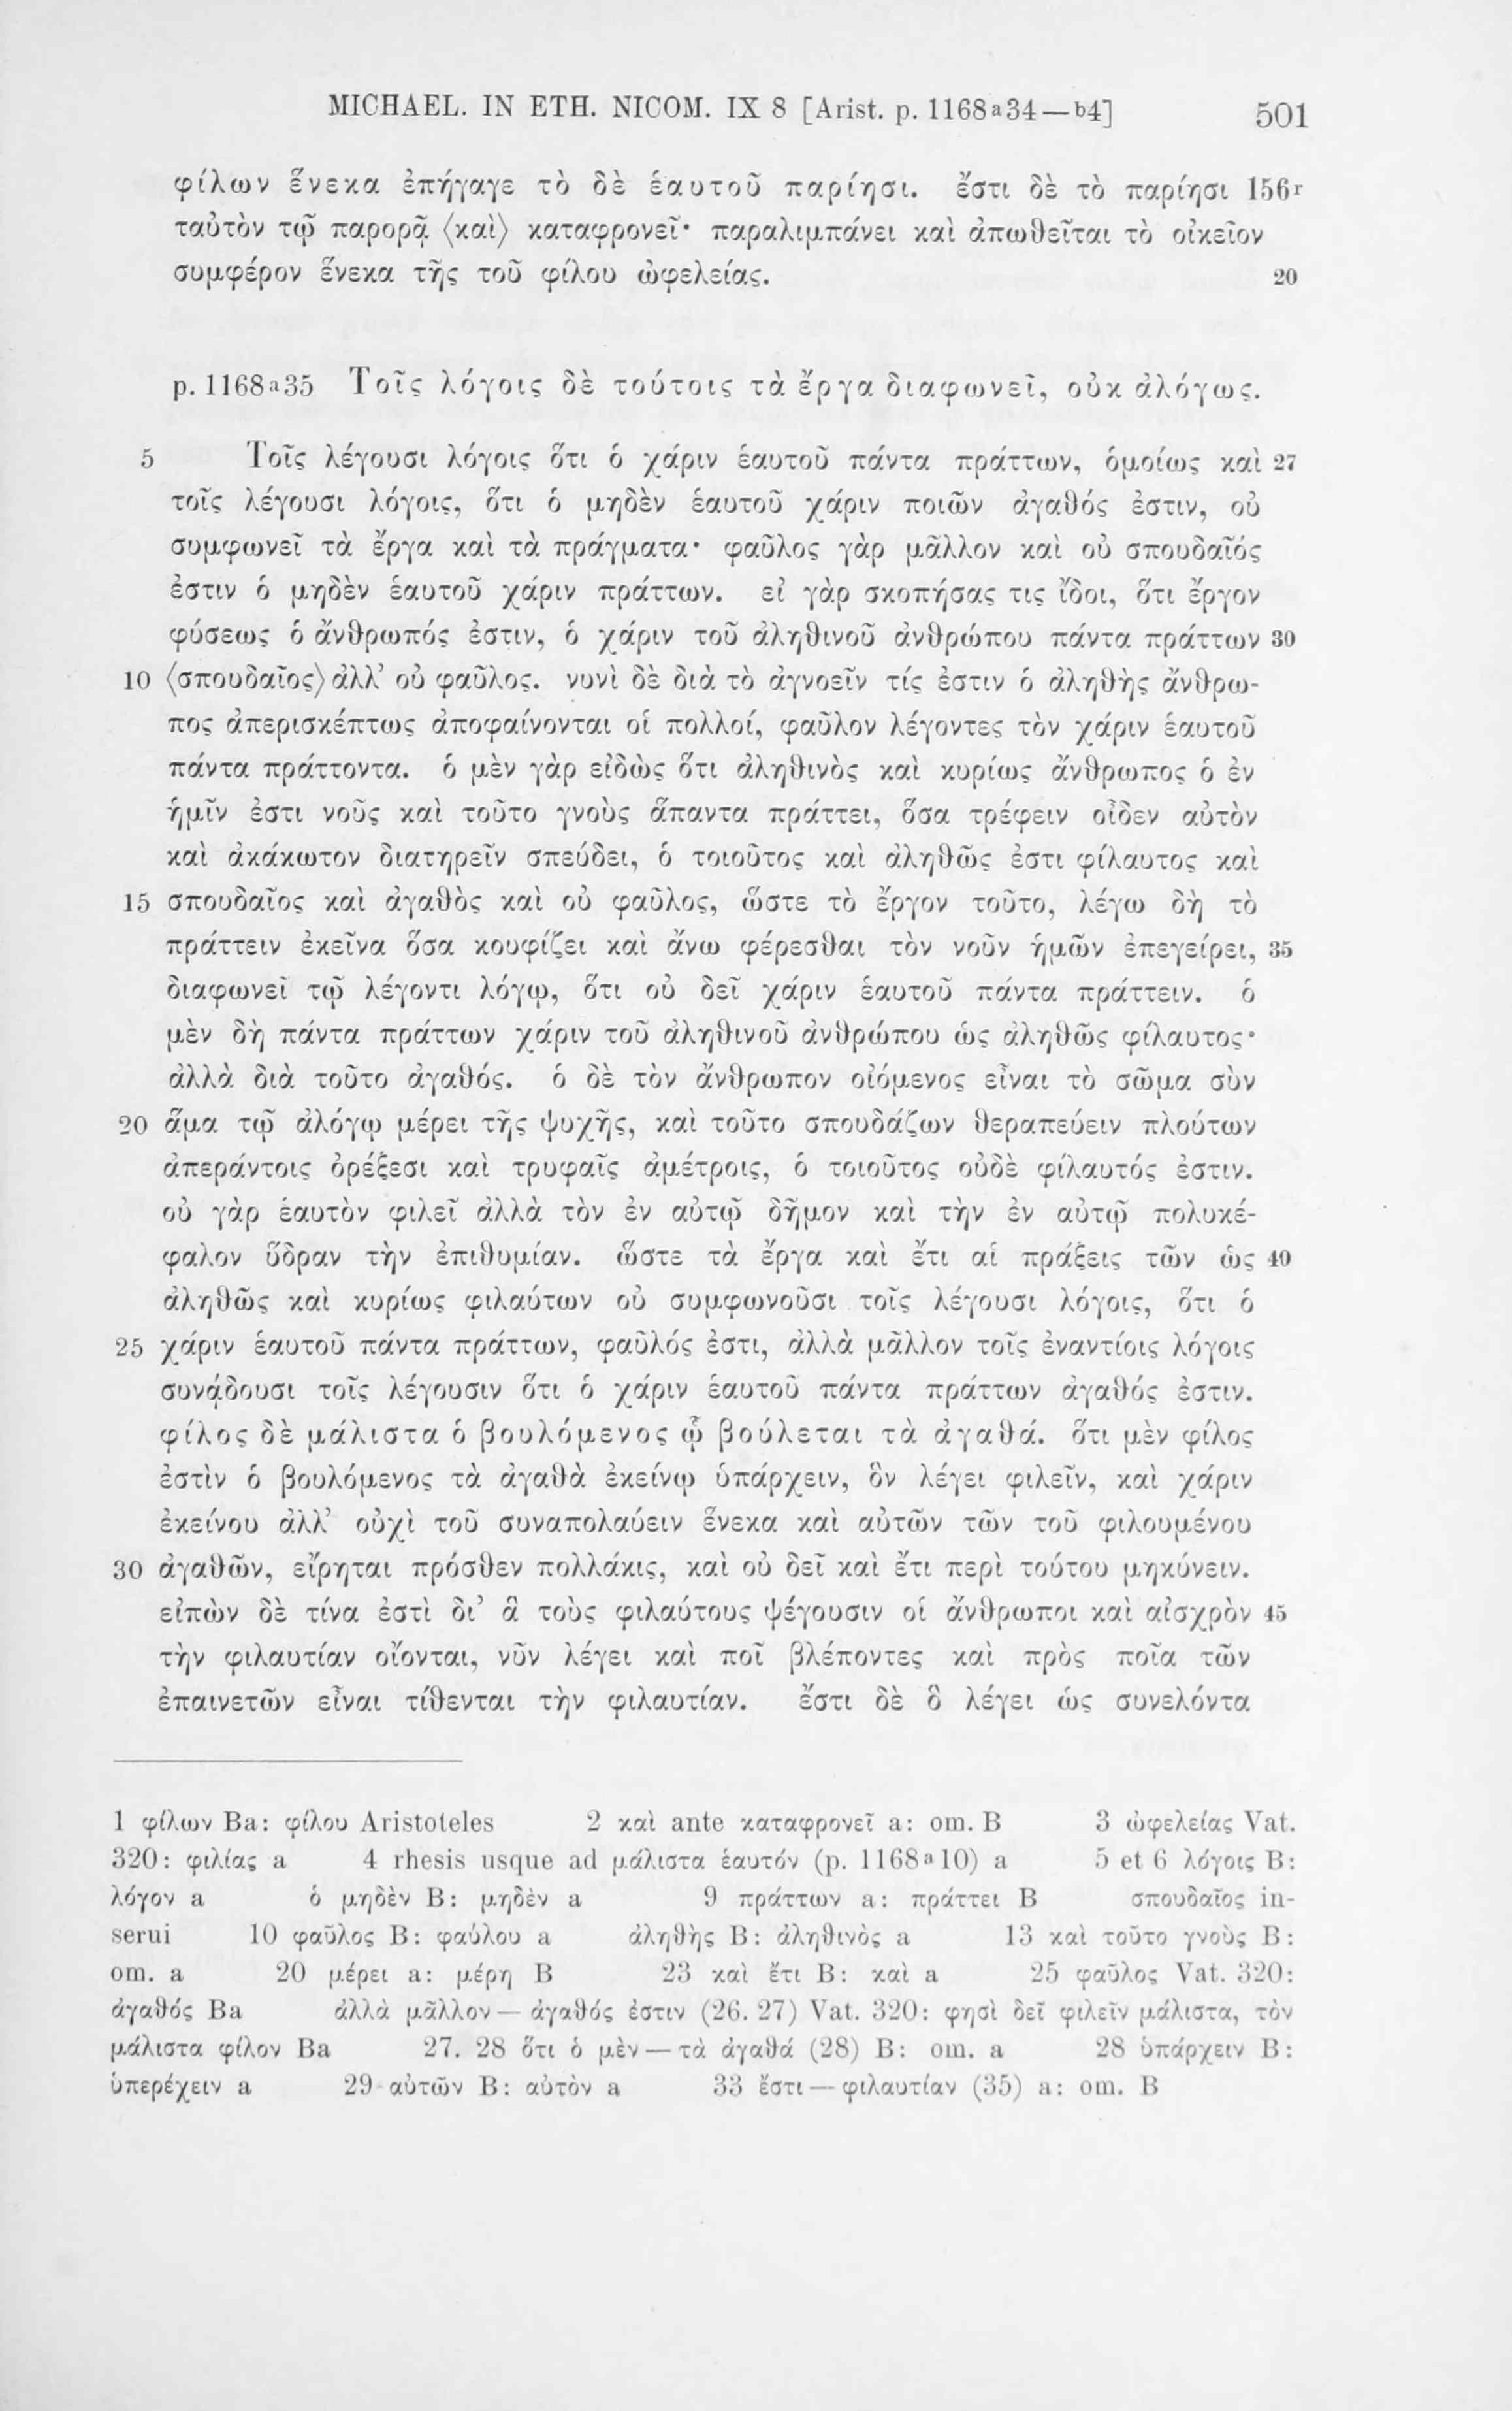 MICHAEL. IN ETH. NICOM. IX 8 [Arist. p. 1168a34—b4] 501
φίλων ἕνεκα ἐπήγαγε τὸ δὲ ἑαυτοῦ παρίησι. ἔστι δὲ τὸ παρίησι 156r
ταὐτὸν τῷ παρορᾷ ⟨καὶ⟩ καταφρονεῖ· παραλιμπάνει καὶ ἀπωθεῖται τὸ οἰκεῖον
συμφέρον ἕνεκα τῆς τοῦ φίλου ὠφελείας. 20
p. 1168a35 Τοῖς λόγοις δὲ τούτοις τὰ ἔργα διαφωνεῖ, οὐκ ἀλόγως.
5 Τοῖς λέγουσι λόγοις ὅτι ὁ χάριν ἑαυτοῦ πάντα πράττων, ὁμοίως καὶ 27
τοῖς λέγουσι λόγοις, ὅτι ὁ μηδὲν ἑαυτοῦ χάριν ποιῶν ἀγαθός ἐστιν, οὐ
συμφωνεῖ τὰ ἔργα καὶ τὰ πράγματα· φαῦλος γὰρ μᾶλλον καὶ οὐ σπουδαῖός
ἐστιν ὁ μηδὲν ἑαυτοῦ χάριν πράττων. εἰ γὰρ σκοπήσας τις ἴδοι, ὅτι ἔργον
φύσεως ὁ ἄνθρωπός ἐστιν, ὁ χάριν τοῦ ἀληθινοῦ ἀνθρώπου πάντα πράττων 30
10 ⟨σπουδαῖος⟩ ἀλλ’ οὐ φαῦλος. νυνὶ δὲ διὰ τὸ ἀγνοεῖν τίς ἐστιν ὁ ἀληθὴς ἄνθρω-
πος ἀπερισκέπτως ἀποφαίνονται οἱ πολλοί, φαῦλον λέγοντες τὸν χάριν ἑαυτοῦ
πάντα πράττοντα. ὁ μὲν γὰρ εἰδὼς ὅτι ἀληθινὸς καὶ κυρίως ἄνθρωπος ὁ ἐν
ἡμῖν ἐστι νοῦς καὶ τοῦτο γνοὺς ἅπαντα πράττει, ὅσα τρέφειν οἶδεν αὐτὸν
καὶ ἀκάκωτον διατηρεῖν σπεύδει, ὁ τοιοῦτος καὶ ἀληθῶς ἐστι φίλαυτος καὶ
15 σπουδαῖος καὶ ἀγαθὸς καὶ οὐ φαῦλος, ὥστε τὸ ἔργον τοῦτο, λέγω δὴ τὸ
πράττειν ἐκεῖνα ὅσα κουφίζει καὶ ἄνω φέρεσθαι τὸν νοῦν ἡμῶν ἐπεγείρει, 35
διαφωνεῖ τῷ λέγοντι λόγῳ, ὅτι οὐ δεῖ χάριν ἑαυτοῦ πάντα πράττειν. ὁ
μὲν δὴ πάντα πράττων χάριν τοῦ ἀληθινοῦ ἀνθρώπου ὡς ἀληθῶς φίλαυτος·
ἀλλὰ διὰ τοῦτο ἀγαθός. ὁ δὲ τὸν ἄνθρωπον οἰόμενος εἶναι τὸ σῶμα σὺν
20 ἅμα τῷ ἀλόγῳ μέρει τῆς ψυχῆς, καὶ τοῦτο σπουδάζων θεραπεύειν πλούτων
ἀπεράντοις ὀρέξεσι καὶ τρυφαῖς ἀμέτροις, ὁ τοιοῦτος οὐδὲ φίλαυτός ἐστιν.
οὐ γὰρ ἑαυτὸν φιλεῖ ἀλλὰ τὸν ἐν αὐτῷ δῆμον καὶ τὴν ἐν αὐτῷ πολυκέ-
φαλον ὕδραν τὴν ἐπιθυμίαν. ὥστε τὰ ἔργα καὶ ἔτι αἱ πράξεις τῶν ὡς 40
ἀληθῶς καὶ κυρίως φιλαύτων οὐ συμφωνοῦσι τοῖς λέγουσι λόγοις, ὅτι ὁ
25 χάριν ἑαυτοῦ πάντα πράττων, φαῦλός ἐστι, ἀλλὰ μᾶλλον τοῖς ἐναντίοις λόγοις
συνᾴδουσι τοῖς λέγουσιν ὅτι ὁ χάριν ἑαυτοῦ πάντα πράττων ἀγαθός ἐστιν.
φίλος δὲ μάλιστα ὁ βουλόμενος ᾧ βούλεται τὰ ἀγαθά. ὅτι μὲν φίλος
ἐστὶν ὁ βουλόμενος τὰ ἀγαθὰ ἐκείνῳ ὑπάρχειν, ὃν λέγει φιλεῖν, καὶ χάριν
ἐκείνου ἀλλ’ οὐχὶ τοῦ συναπολαύειν ἕνεκα καὶ αὐτῶν τῶν τοῦ φιλουμένου
30 ἀγαθῶν, εἴρηται πρόσθεν πολλάκις, καὶ οὐ δεῖ καὶ ἔτι περὶ τούτου μηκύνειν.
εἰπὼν δὲ τίνα ἐστὶ δι’ ἃ τοὺς φιλαύτους ψέγουσιν οἱ ἄνθρωποι καὶ αἰσχρὸν 45
τὴν φιλαυτίαν οἴονται, νῦν λέγει καὶ ποῖ βλέποντες καὶ πρὸς ποῖα τῶν
ἐπαινετῶν εἶναι τίθενται τὴν φιλαυτίαν. ἔστι δὲ ὃ λέγει ὡς συνελόντα
1 φίλων Ba: φίλου Aristoteles 2 καὶ ante καταφρονεῖ a: om. B 3 ὠφελείας Vat.
320: φιλίας a 4 rhesis usque ad μάλιστα ἑαυτόν (p. 1168a10) a 5 et 6 λόγοις B:
λόγον a ὁ μηδὲν B: μηδὲν a 9 πράττων a: πράττει B σπουδαῖος in-
serui 10 φαῦλος B: φαύλου a ἀληθὴς B: ἀληθινὸς a 13 καὶ τοῦτο γνοὺς B:
om. a 20 μέρει a: μέρη B 23 καὶ ἔτι B: καὶ a 25 φαῦλος Vat. 320:
ἀγαθός Ba ἀλλὰ μᾶλλον — ἀγαθός ἐστιν (26. 27) Vat. 320: φησὶ δεῖ φιλεῖν μάλιστα, τὸν
μάλιστα φίλον Ba 27. 28 ὅτι ὁ μὲν — τὰ ἀγαθά (28) B: om. a 28 ὑπάρχειν B:
ὑπερέχειν a 29 αὐτῶν B: αὐτὸν a 33 ἔστι — φιλαυτίαν (35) a: om. B